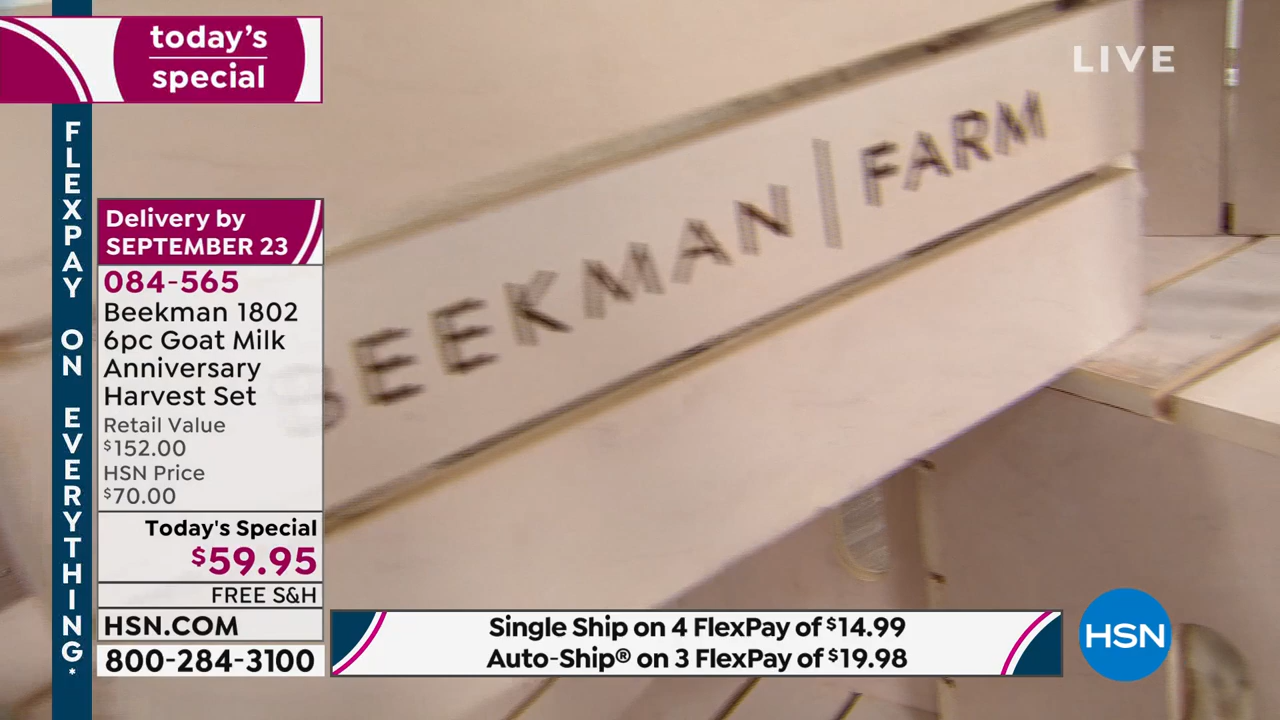 today's
special
LIVE
FLEXPAY ON EVERYTHING*
Delivery by
SEPTEMBER 23
084-565
Beekman 1802
6pc Goat Milk
Anniversary
Harvest Set
Retail Value
$152.00
HSN Price
$70.00
Today's Special
$59.95
FREE S&H
HSN.COM
800-284-3100
BEEKMAN | FARM
Single Ship on 4 FlexPay of $14.99
Auto-Ship® on 3 FlexPay of $19.98
HSN